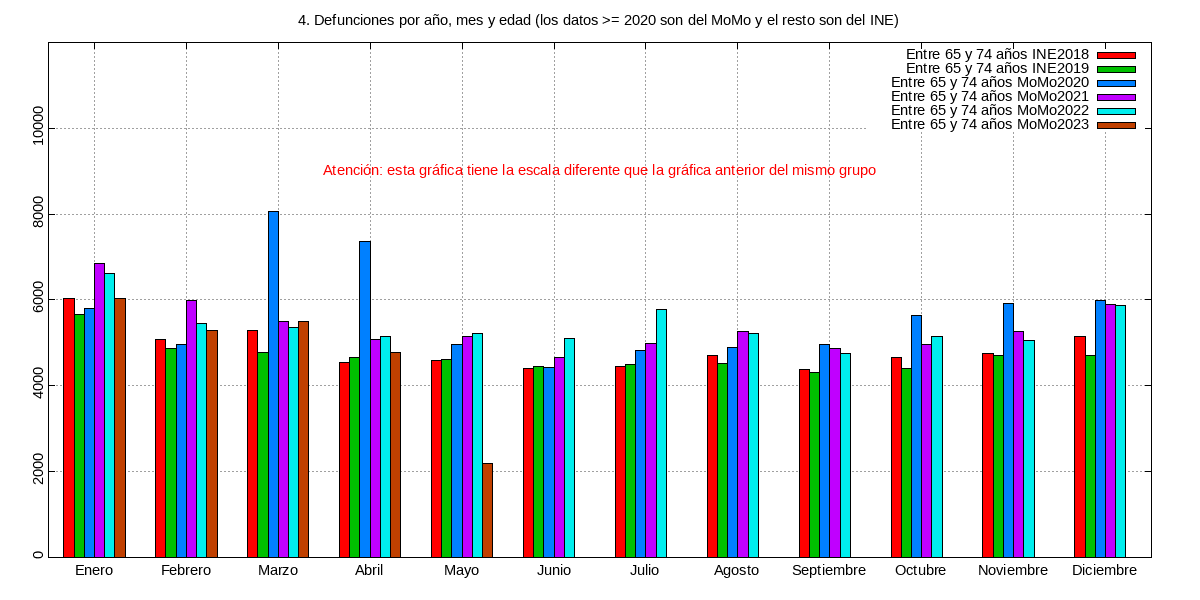 4. Defunciones por año, mes y edad (los datos >= 2020 son del MoMo y el resto son del INE)
Entre 65 y 74 años INE2018
Entre 65 y 74 años INE2019
Entre 65 y 74 años MoMo2020
Entre 65 y 74 años MoMo2021
Entre 65 y 74 años MoMo2022
Entre 65 y 74 años MoMo2023
Atención: esta gráfica tiene la escala diferente que la gráfica anterior del mismo grupo
10000
8000
6000
4000
2000
0
Enero Febrero Marzo Abril Mayo Junio Julio Agosto Septiembre Octubre Noviembre Diciembre